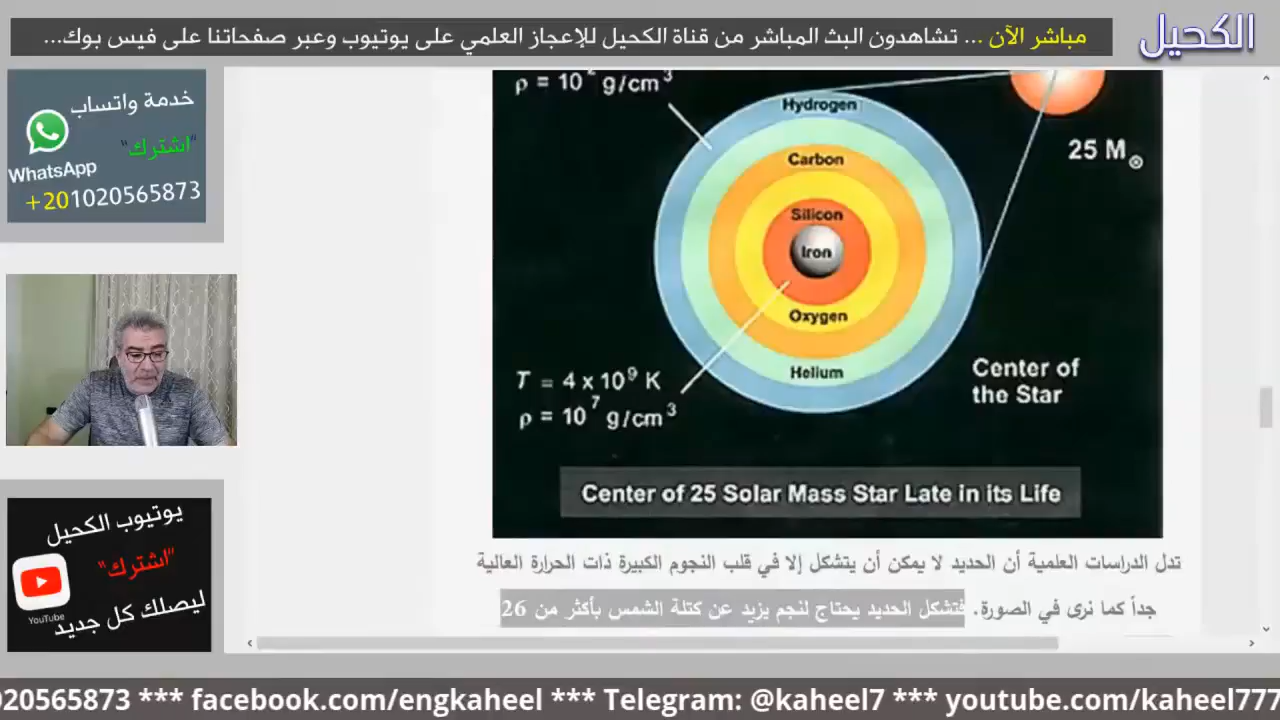 مباشر الآن ... تشاهدون البث المباشر من قناة الكحيل للإعجاز العلمي على يوتيوب وعبر صفحاتنا على فيس بوك...
الكحيل
خدمة واتساب
"اشترك"
WhatsApp
+201020565873
ρ = 10 g/cm³
Hydrogen
Carbon
Silicon
Iron
Oxygen
Helium
25 M⊙
T = 4 x 10⁹ K
ρ = 10⁷ g/cm³
Center of
the Star
Center of 25 Solar Mass Star Late in its Life
تدل الدراسات العلمية أن الحديد لا يمكن أن يتشكل إلا في قلب النجوم الكبيرة ذات الحرارة العالية
جداً كما نرى في الصورة. فتشكل الحديد يحتاج لنجم يزيد عن كتلة الشمس بأكثر من 26
يوتيوب الكحيل
"اشترك"
YouTube
ليصلك كل جديد
020565873 *** facebook.com/engkaheel *** Telegram: @kaheel7 *** youtube.com/kaheel777